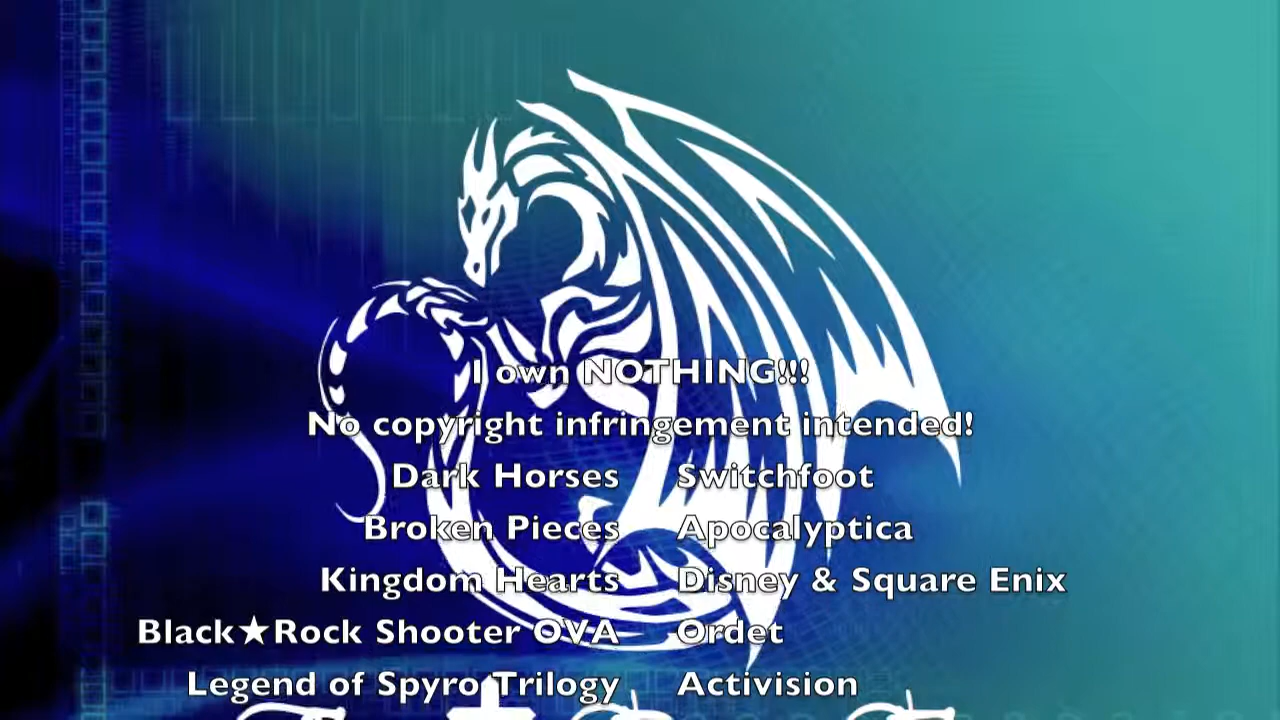 I own NOTHING!!!
No copyright infringement intended!
Dark Horses Switchfoot
Broken Pieces Apocalyptica
Kingdom Hearts Disney & Square Enix
Black★Rock Shooter OVA Ordet
Legend of Spyro Trilogy Activision